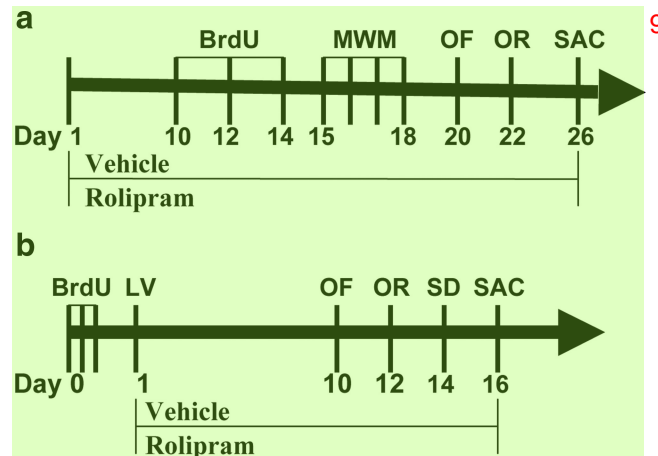 a
9
BrdU MWM OF OR SAC
Day 1 10 12 14 15 18 20 22 26
Vehicle
Rolipram
b
BrdU LV OF OR SD SAC
Day 0 1 10 12 14 16
Vehicle
Rolipram